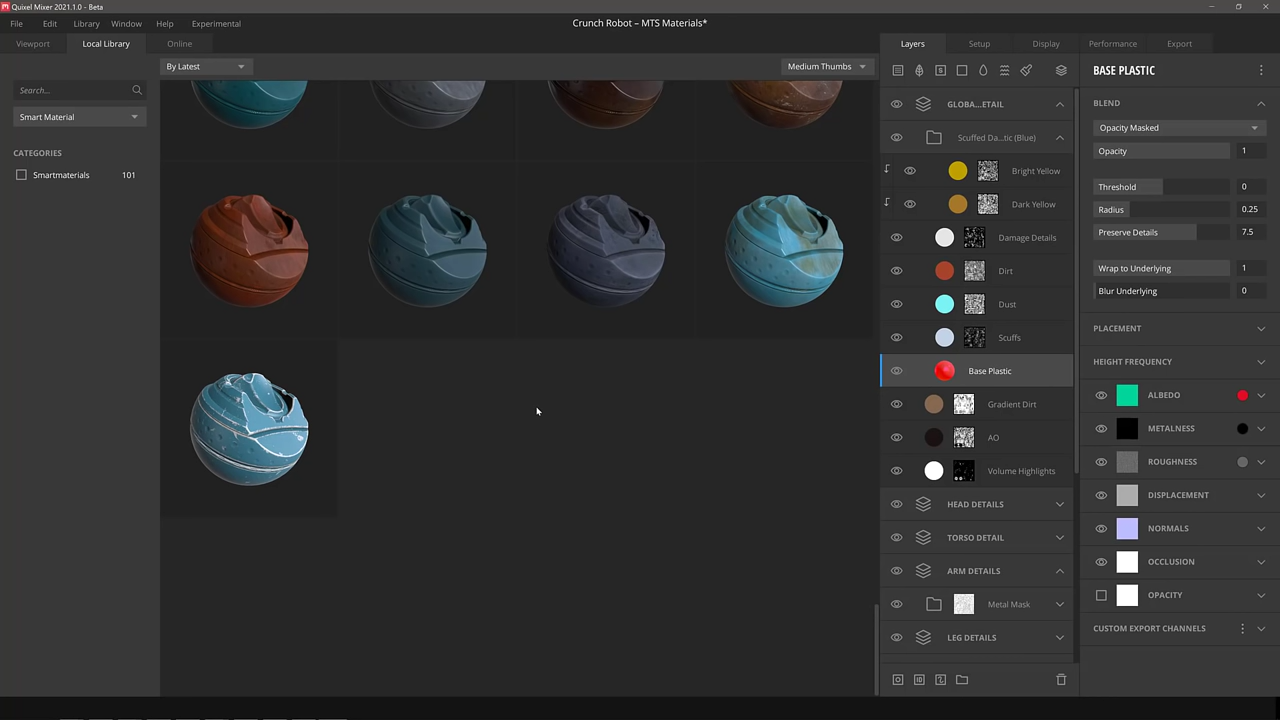 Quixel Mixer 2021.1.0 - Beta
File Edit Library Window Help Experimental
Crunch Robot – MTS Materials*
Viewport Local Library Online
Layers Setup Display Performance Export
By Latest
Medium Thumbs
Search...
Smart Material
CATEGORIES
Smartmaterials 101
GLOBA...ETAIL
Scuffed Da...tic (Blue)
Bright Yellow
Dark Yellow
Damage Details
Dirt
Dust
Scuffs
Base Plastic
Gradient Dirt
AO
Volume Highlights
HEAD DETAILS
TORSO DETAIL
ARM DETAILS
Metal Mask
LEG DETAILS
BASE PLASTIC
BLEND
Opacity Masked
Opacity 1
Threshold 0
Radius 0.25
Preserve Details 7.5
Wrap to Underlying 1
Blur Underlying 0
PLACEMENT
HEIGHT FREQUENCY
ALBEDO
METALNESS
ROUGHNESS
DISPLACEMENT
NORMALS
OCCLUSION
OPACITY
CUSTOM EXPORT CHANNELS